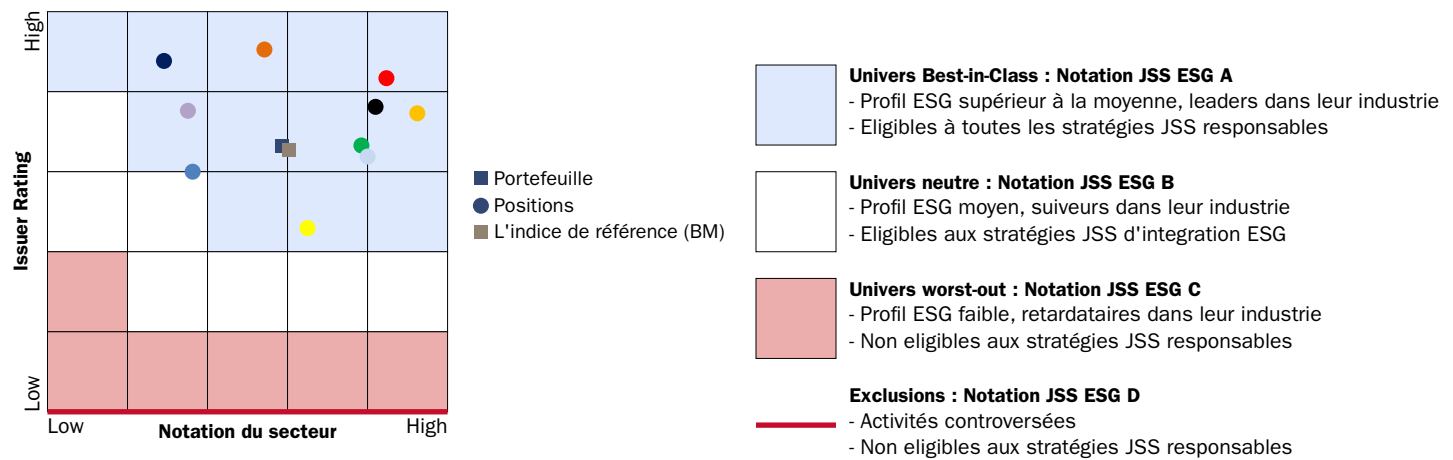 High
Issuer Rating
Low
Low
Notation du secteur
High
Portefeuille
Positions
L'indice de référence (BM)
Univers Best-in-Class : Notation JSS ESG A
- Profil ESG supérieur à la moyenne, leaders dans leur industrie
- Eligibles à toutes les stratégies JSS responsables
Univers neutre : Notation JSS ESG B
- Profil ESG moyen, suiveurs dans leur industrie
- Eligibles aux stratégies JSS d'integration ESG
Univers worst-out : Notation JSS ESG C
- Profil ESG faible, retardataires dans leur industrie
- Non eligibles aux stratégies JSS responsables
Exclusions : Notation JSS ESG D
- Activités controversées
- Non eligibles aux stratégies JSS responsables